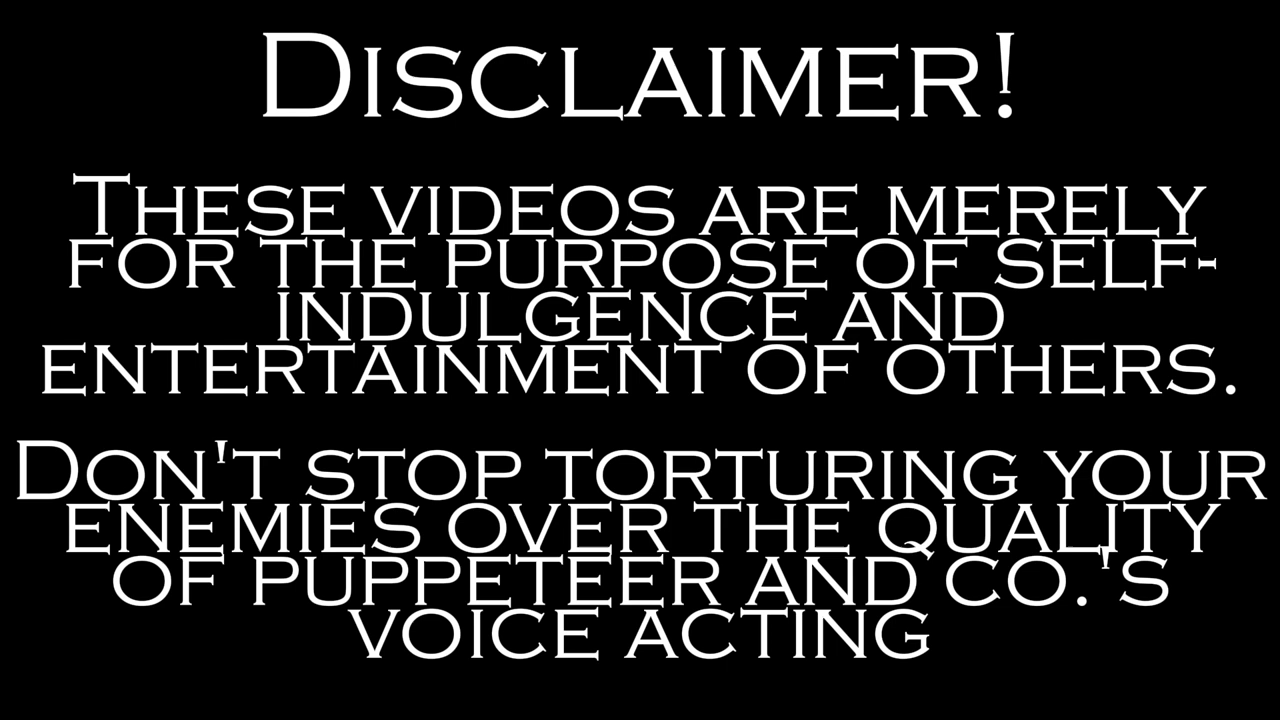 Disclaimer!
These videos are merely
for the purpose of self-
indulgence and
entertainment of others.
Don't stop torturing your
enemies over the quality
of puppeteer and co.'s
voice acting